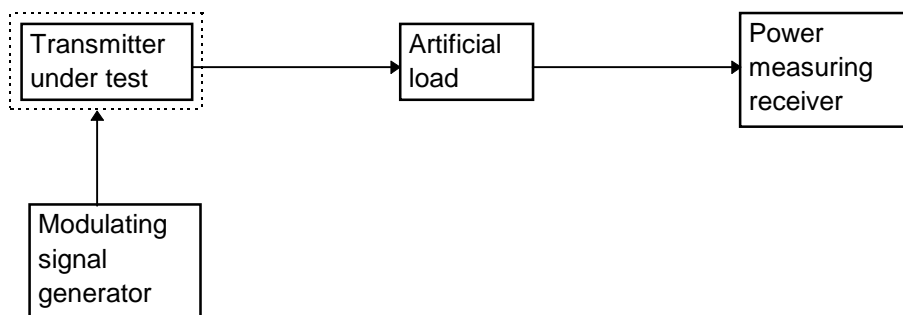 Transmitter
under test
Artificial
load
Power
measuring
receiver
Modulating
signal
generator